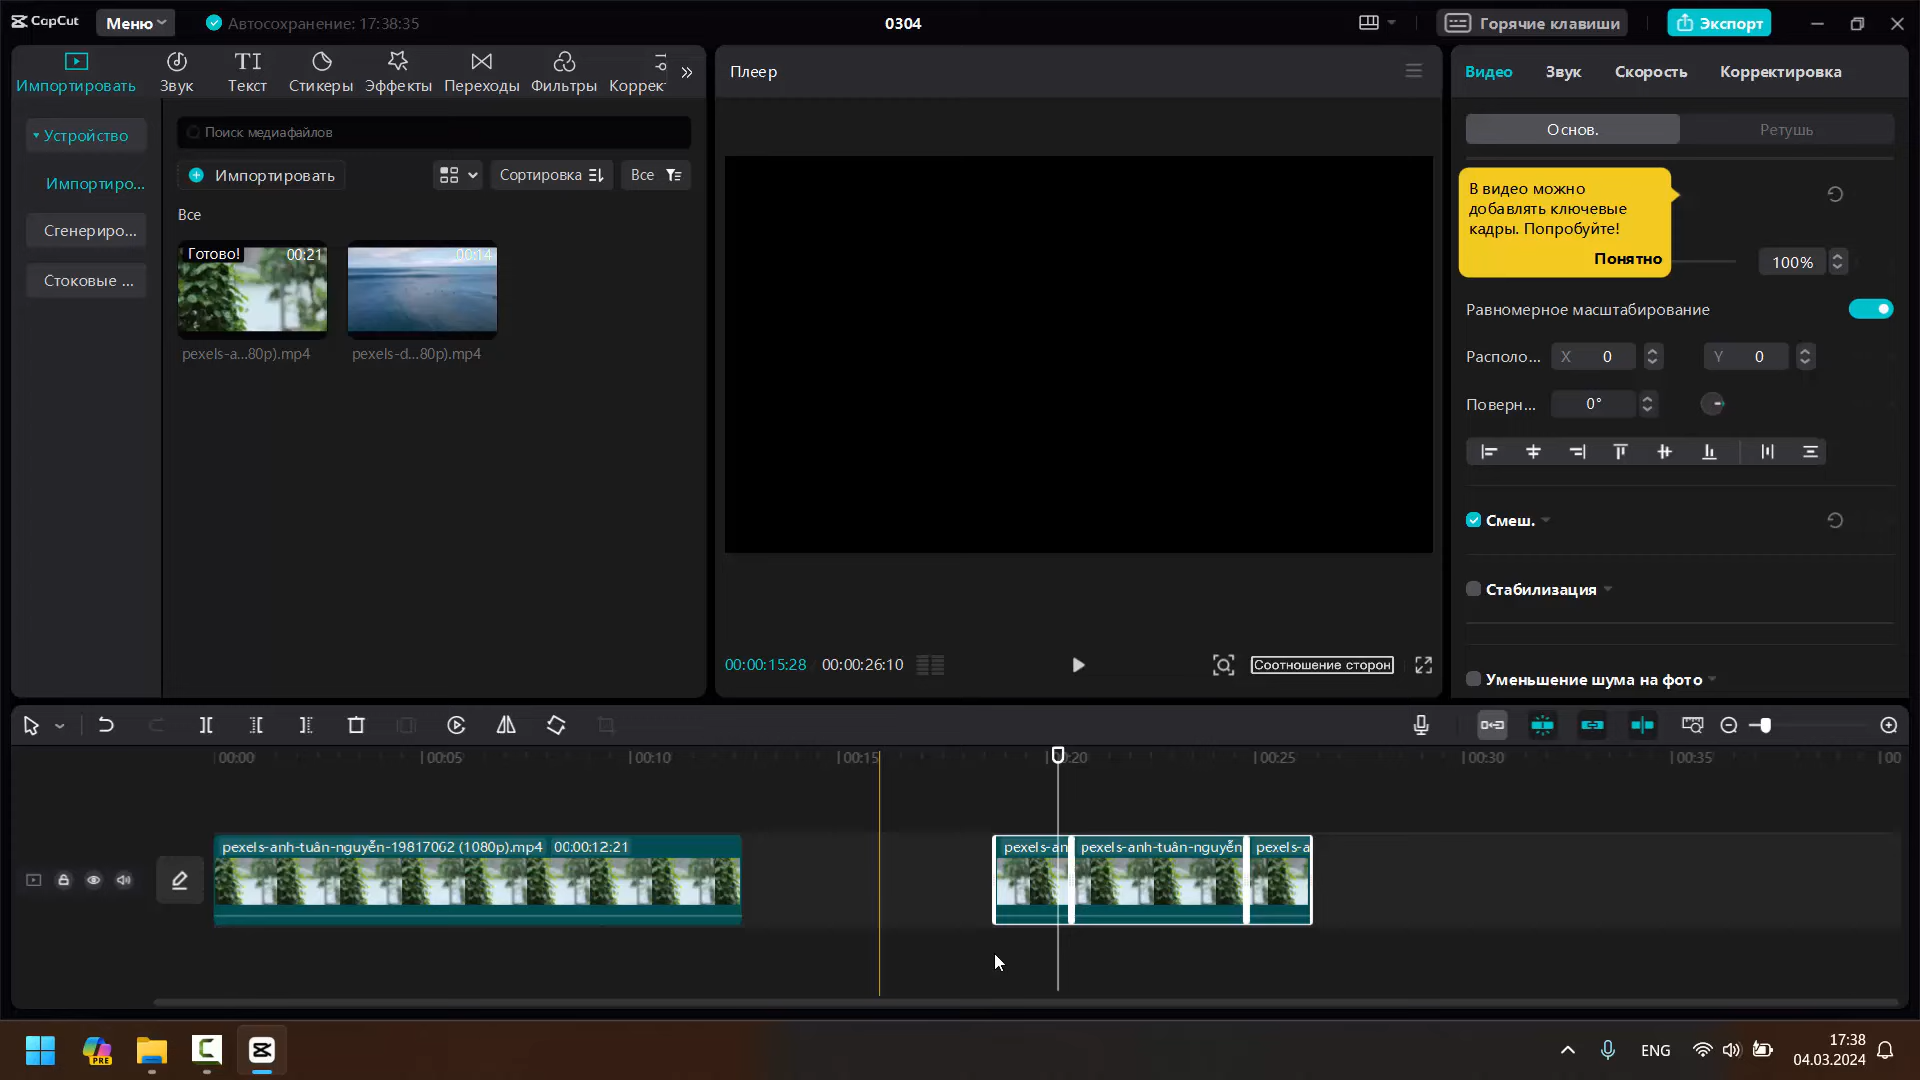 CapCut
Меню
Автосохранение: 17:38:35
0304
Горячие клавиши
Экспорт
Импортировать
Звук
Текст
Стикеры
Эффекты
Переходы
Фильтры
Коррек
Устройство
Импортиро...
Сгенериро...
Стоковые ...
Поиск медиафайлов
Импортировать
Сортировка
Все
Все
Готово!
00:21
00:14
pexels-a...80p).mp4
pexels-d...80p).mp4
Плеер
00:00:15:28
00:00:26:10
Соотношение сторон
Видео
Звук
Скорость
Корректировка
Основ.
Ретушь
В видео можно
добавлять ключевые
кадры. Попробуйте!
Понятно
100%
Равномерное масштабирование
Располо...
X 0
Y 0
Поверн...
0°
Смеш.
Стабилизация
Уменьшение шума на фото
00:00
00:05
00:10
00:15
00:20
00:25
00:30
00:35
00
pexels-anh-tuân-nguyễn-19817062 (1080p).mp4 00:00:12:21
pexels-an
pexels-anh-tuân-nguyễn
pexels-a
PRE
ENG
17:38
04.03.2024